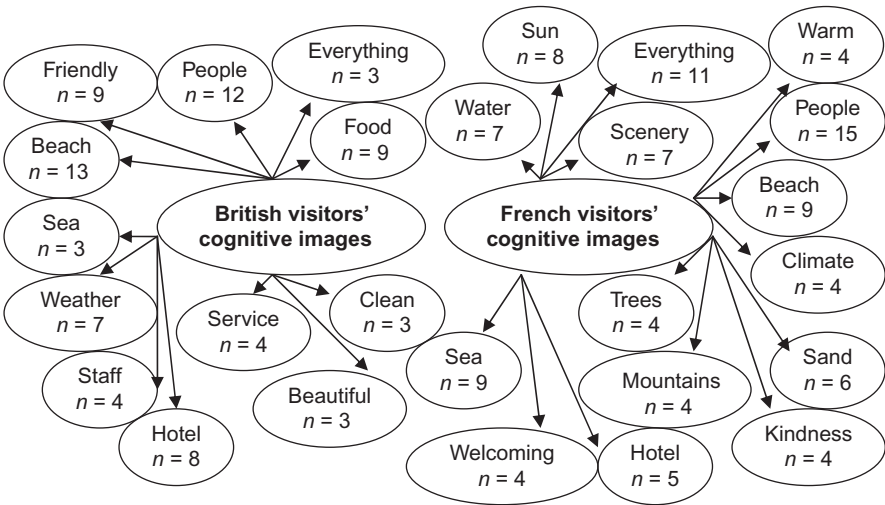 Friendly
n = 9
People
n = 12
Everything
n = 3
Food
n = 9
Beach
n = 13
Sea
n = 3
Weather
n = 7
Staff
n = 4
Hotel
n = 8
British visitors’
cognitive images
Service
n = 4
Clean
n = 3
Beautiful
n = 3
Sun
n = 8
Everything
n = 11
Warm
n = 4
Water
n = 7
Scenery
n = 7
People
n = 15
Beach
n = 9
French visitors’
cognitive images
Climate
n = 4
Trees
n = 4
Sea
n = 9
Mountains
n = 4
Sand
n = 6
Welcoming
n = 4
Hotel
n = 5
Kindness
n = 4